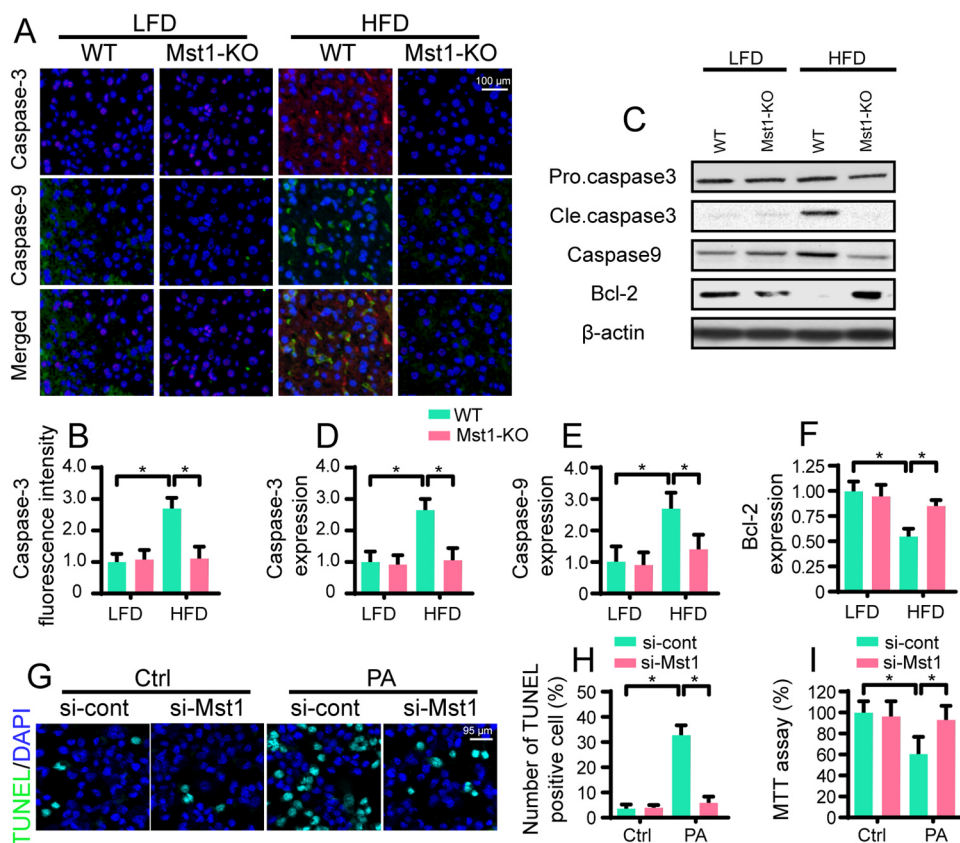 A
LFD
HFD
WT
Mst1-KO
WT
Mst1-KO
100 μm
Caspase-3
Caspase-9
Merged
C
LFD
HFD
WT
Mst1-KO
WT
Mst1-KO
Pro.caspase3
Cle.caspase3
Caspase9
Bcl-2
β-actin
WT
Mst1-KO
B
Caspase-3
fluorescence intensity
4.0
3.0
2.0
1.0
0
* *
LFD HFD
D
Caspase-3
expression
4.0
3.0
2.0
1.0
0
* *
LFD HFD
E
Caspase-9
expression
4.0
3.0
2.0
1.0
0
* *
LFD HFD
F
Bcl-2
expression
1.25
1.00
0.75
0.50
0.25
0
* *
LFD HFD
G
Ctrl
PA
si-cont
si-Mst1
si-cont
si-Mst1
95 μm
TUNEL/DAPI
H
si-cont
si-Mst1
Number of TUNEL
positive cell (%)
50
40
30
20
10
0
* *
Ctrl PA
I
si-cont
si-Mst1
MTT assay (%)
120
100
80
60
40
20
0
* *
Ctrl PA